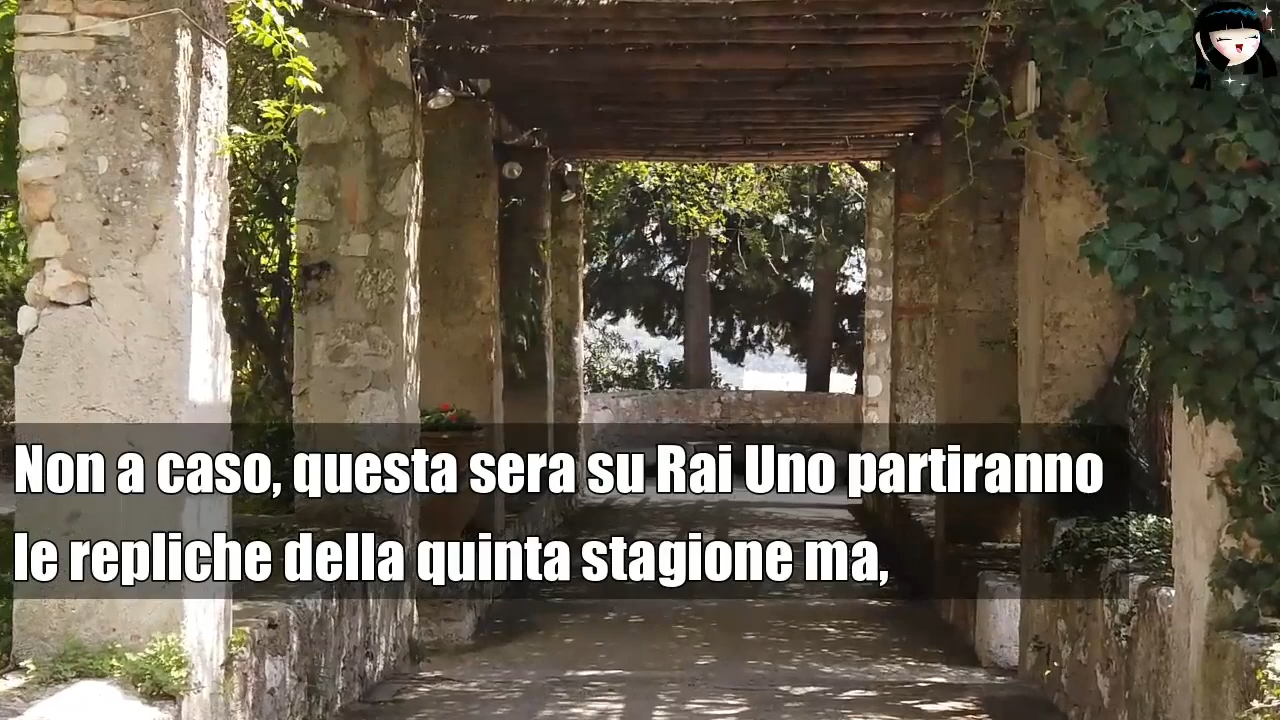 Non a caso, questa sera su Rai Uno partiranno
le repliche della quinta stagione ma,